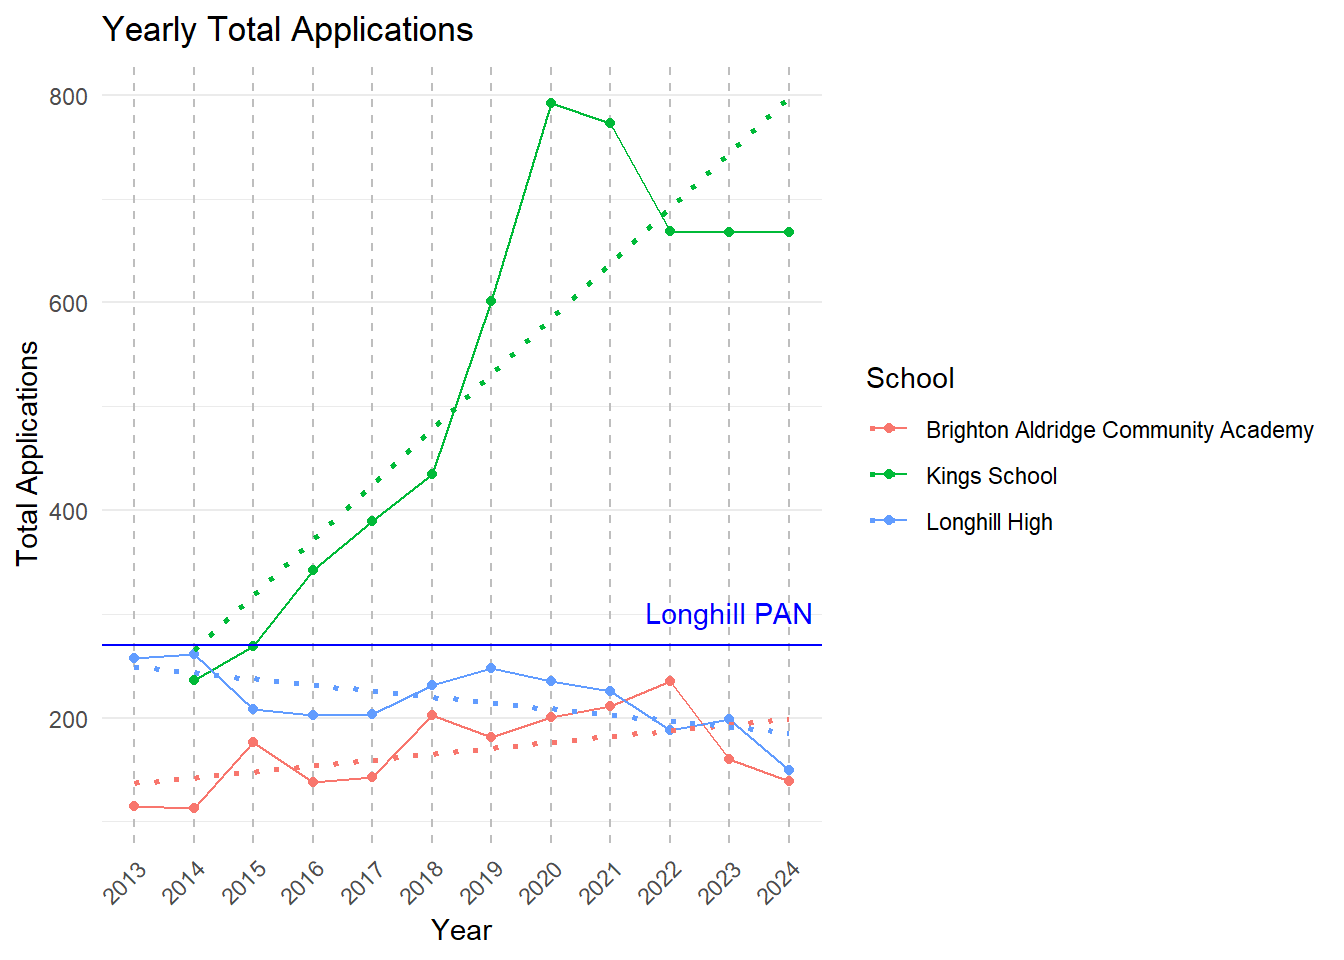 Yearly Total Applications
800
600
400
200
Total Applications
Longhill PAN
2013
2014
2015
2016
2017
2018
2019
2020
2021
2022
2023
2024
Year
School
Brighton Aldridge Community Academy
Kings School
Longhill High